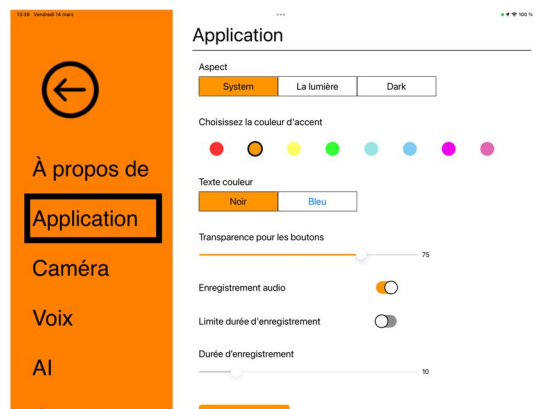 13:38 Vendredi 14 mars
100 %
À propos de
Application
Caméra
Voix
AI
Application
Aspect
System La lumière Dark
Choisissez la couleur d'accent
Texte couleur
Noir Bleu
Transparence pour les boutons
75
Enregistrement audio
Limite durée d'enregistrement
Durée d'enregistrement
10